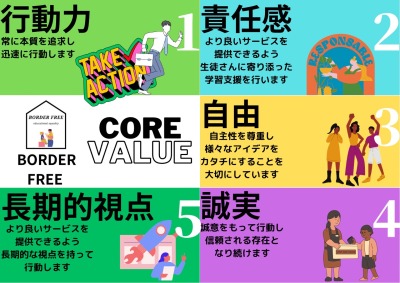 行動力
1
常に本質を追求し
迅速に行動します
TAKE
ACTION
責任感
2
より良いサービスを
提供できるよう
生徒さんに寄り添った
学習支援を行います
RESPONSABLE
BORDER FREE
BORDER
FREE
CORE
VALUE
自由
3
自主性を尊重し
様々なアイデアを
カタチにすることを
大切にしています
長期的視点
5
より良いサービスを
提供できるよう
長期的な視点を持って
行動します
誠実
4
誠意をもって行動し
信頼される存在と
なり続けます